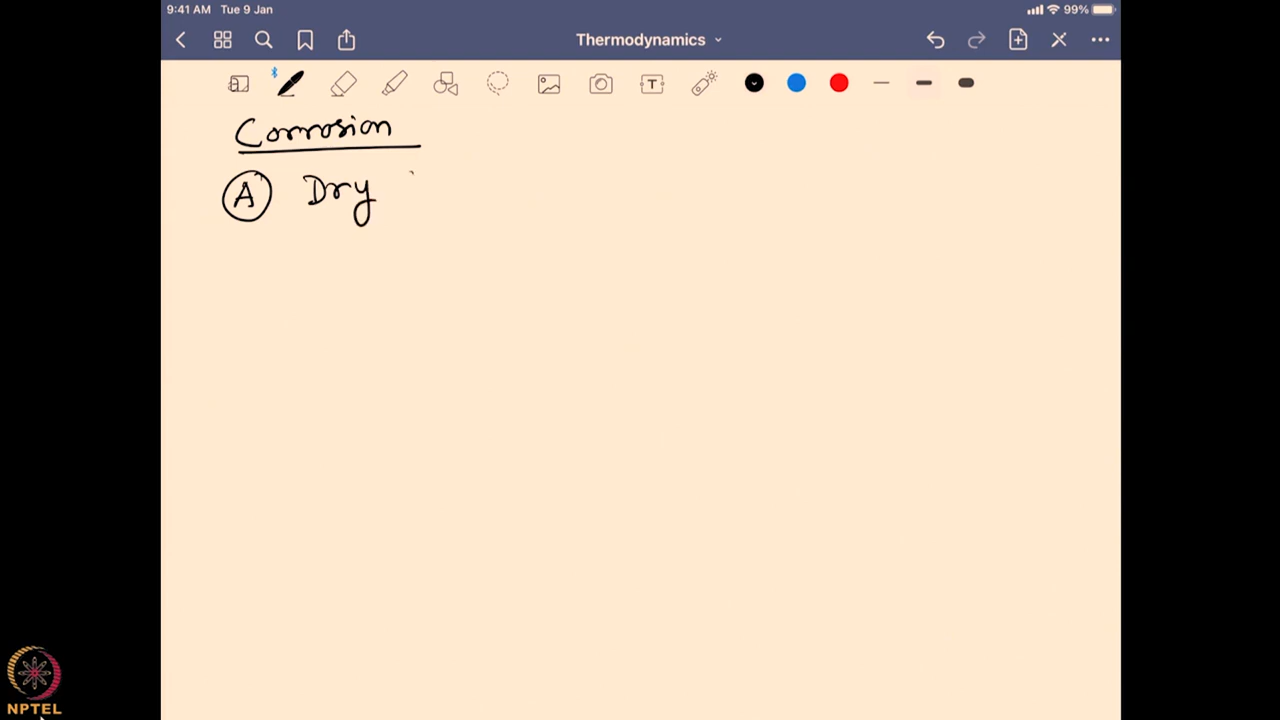 9:41 AM Tue 9 Jan 99%
Thermodynamics
T
Corrosion
A Dry
NPTEL